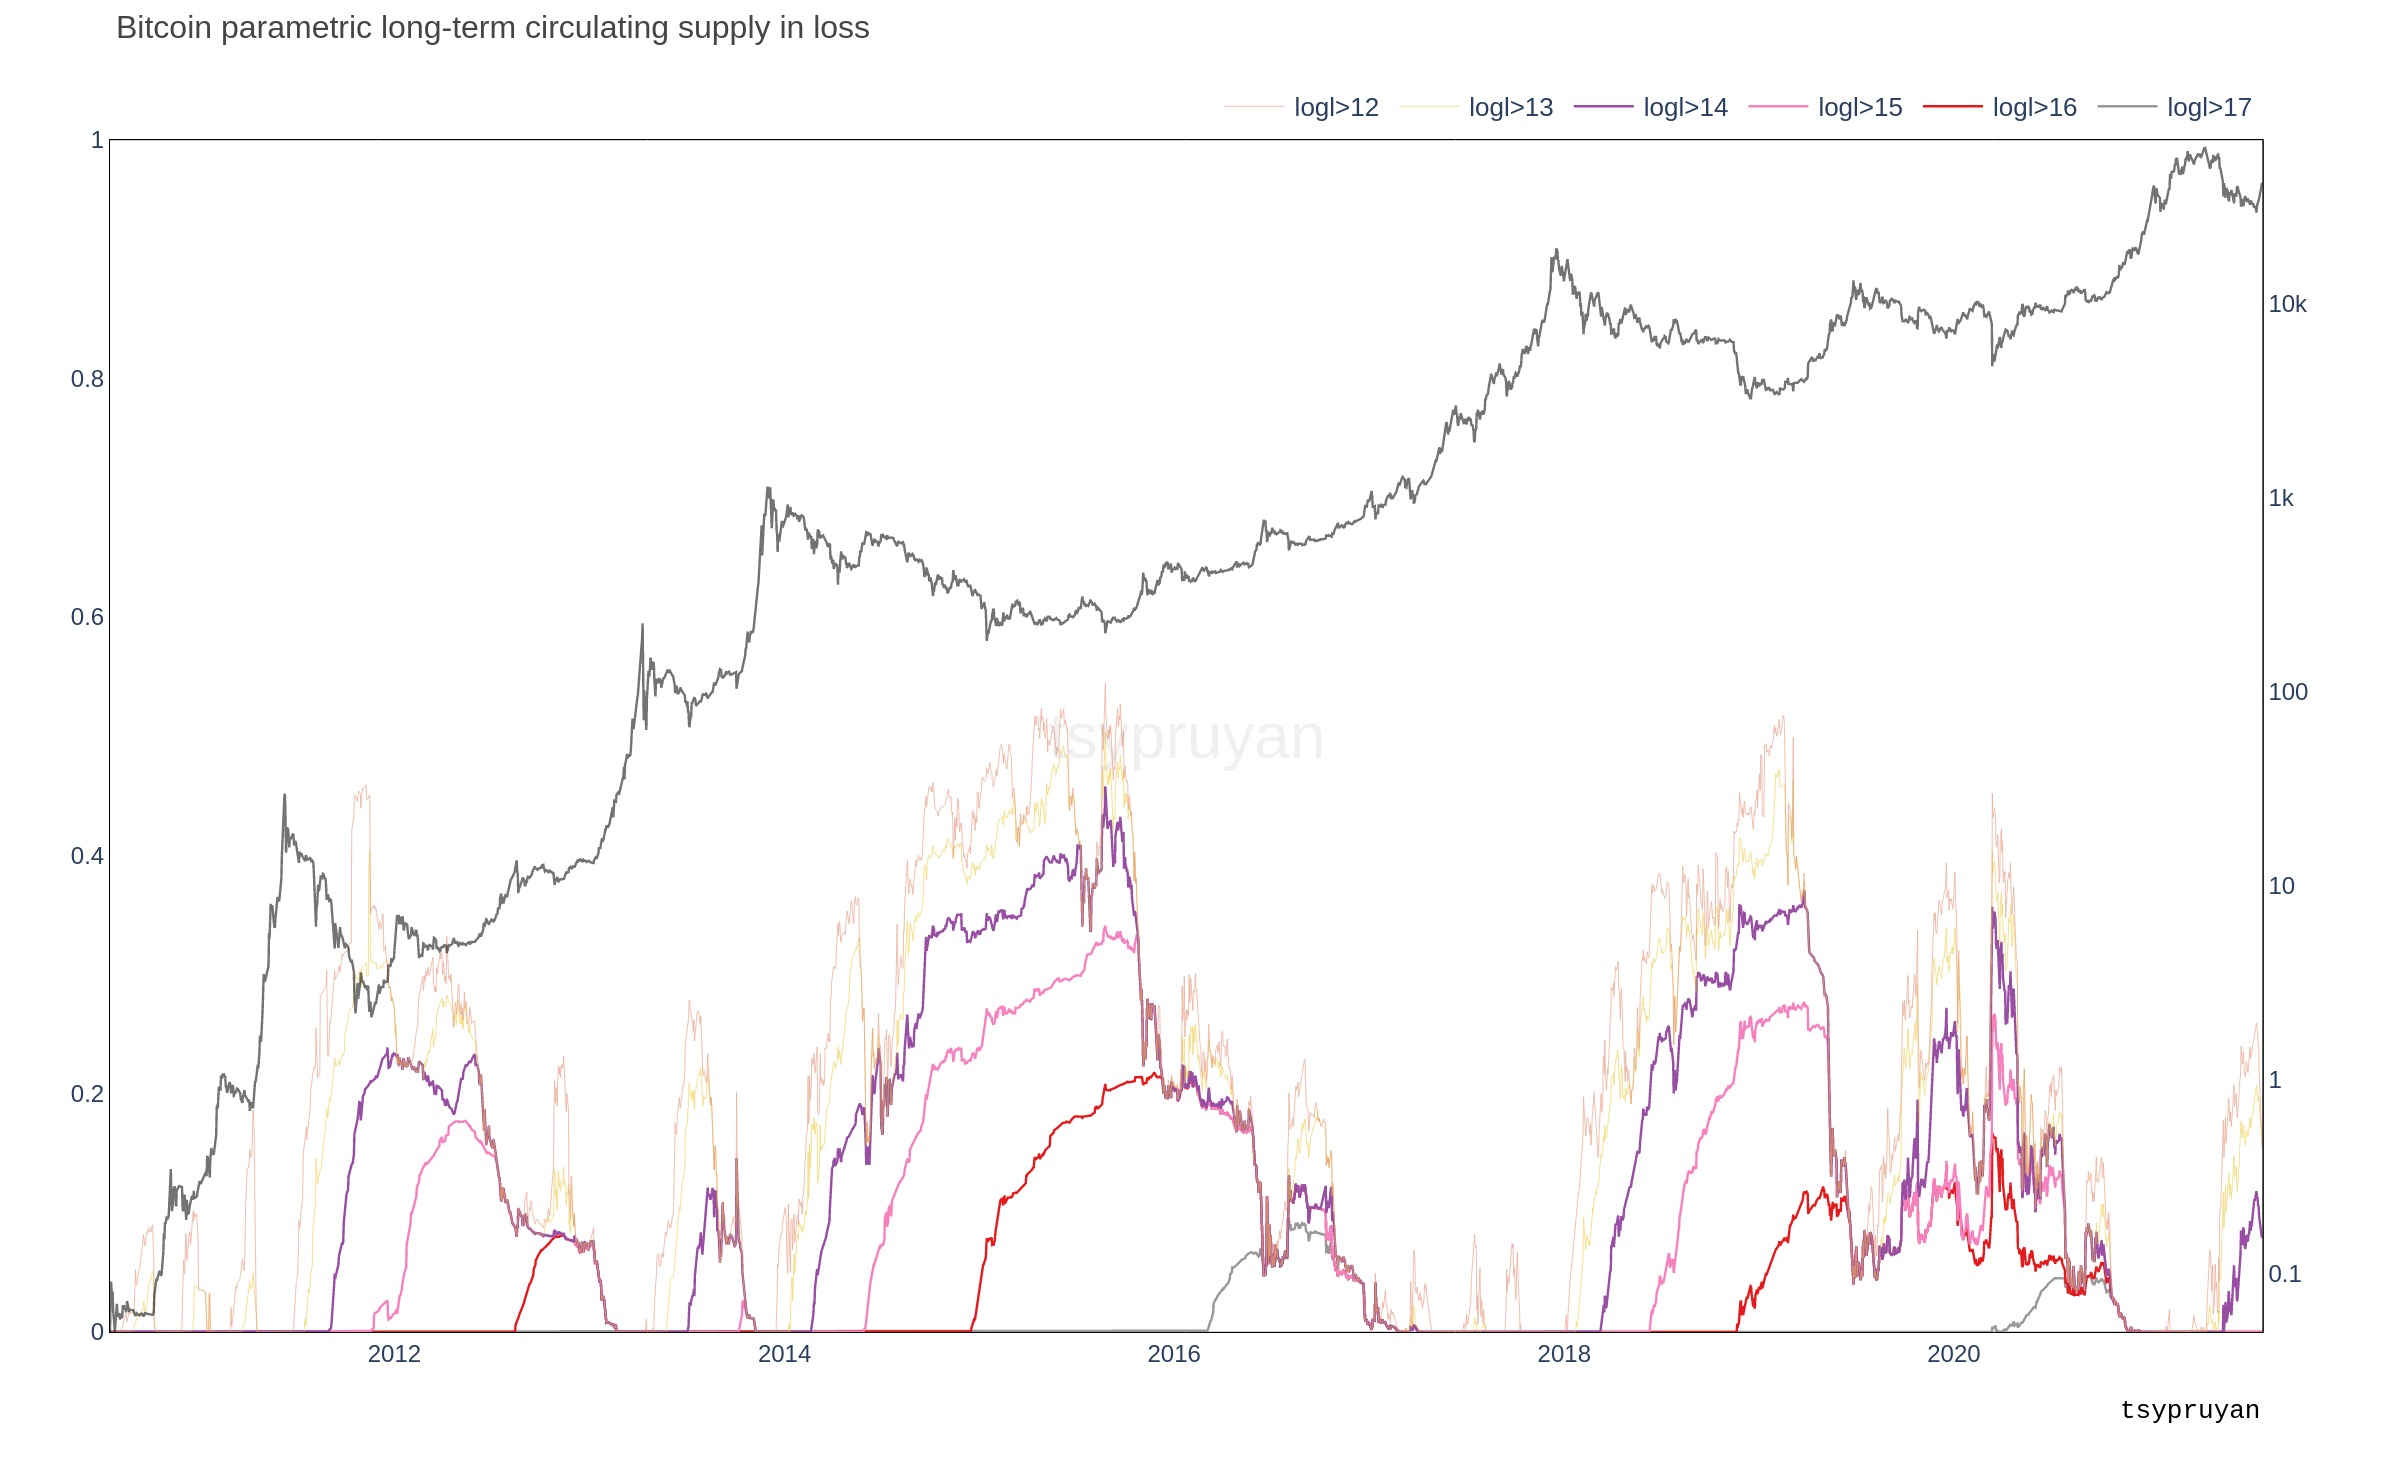 Bitcoin parametric long-term circulating supply in loss
logl>12 logl>13 logl>14 logl>15 logl>16 logl>17
1
0.8
0.6
0.4
0.2
0
10k
1k
100
10
1
0.1
tsypruyan
2012 2014 2016 2018 2020
tsypruyan